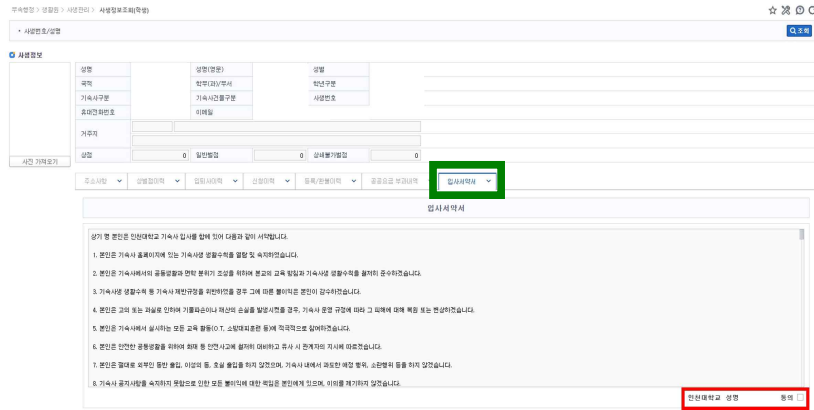 부속행정 > 생활원 > 사생관리 > 사생정보조회(학생)
• 사생번호/성명
조회
사생정보
성명 성명(영문) 성별
국적 학부(과)/부서 학년구분
기숙사구분 기숙사건물구분 사생번호
휴대전화번호 이메일
거주지
사진 가져오기
상점 0 일반벌점 0 상쇄불가벌점 0
주소사항 상벌점이력 입퇴사이력 신청이력 등록/환불이력 공공요금 부과내역 입사서약서
입사서약서
상기 명 본인은 인천대학교 기숙사 입사를 함에 있어 다음과 같이 서약합니다.
1. 본인은 기숙사 홈페이지에 있는 기숙사생 생활수칙을 열람 및 숙지하였습니다.
2. 본인은 기숙사에서의 공동생활과 면학 분위기 조성을 위하여 본교의 교육 방침과 기숙사생 생활수칙을 철저히 준수하겠습니다.
3. 기숙사생 생활수칙 등 기숙사 제반규정을 위반하였을 경우 그에 따른 불이익은 본인이 감수하겠습니다.
4. 본인은 고의 또는 과실로 인하여 기물파손이나 재산의 손실을 발생시켰을 경우, 기숙사 운영 규정에 따라 그 피해에 대해 복원 또는 변상하겠습니다.
5. 본인은 기숙사에서 실시하는 모든 교육 활동(O.T, 소방대피훈련 등)에 적극적으로 참여하겠습니다.
6. 본인은 안전한 공동생활을 위하여 화재 등 안전사고에 철저히 대비하고 유사 시 관계자의 지시에 따르겠습니다.
7. 본인은 절대로 외부인 동반 출입, 이성의 동, 호실 출입을 하지 않겠으며, 기숙사 내에서 과도한 애정 행위, 소란행위 등을 하지 않겠습니다.
8. 기숙사 공지사항을 숙지하지 못함으로 인한 모든 불이익에 대한 책임은 본인에게 있으며, 이의를 제기하지 않겠습니다.
인천대학교 성명 동의